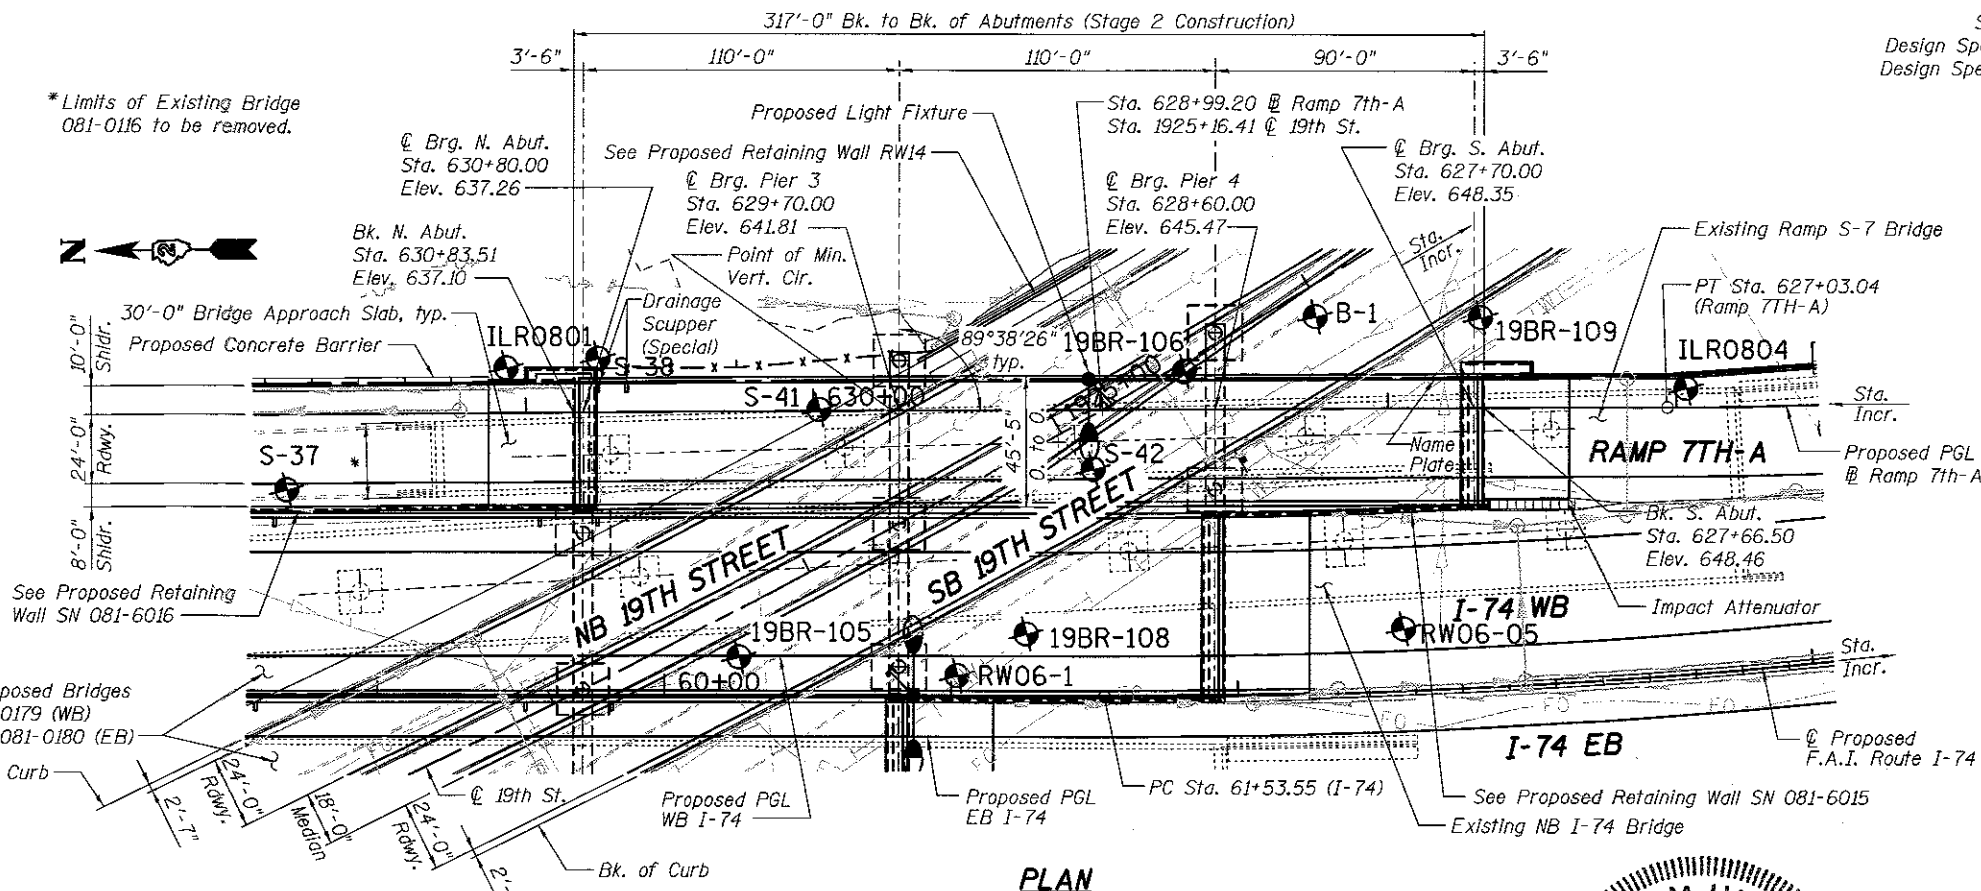 317'-0" Bk. to Bk. of Abutments (Stage 2 Construction)
3'-6"
110'-0"
110'-0"
90'-0"
3'-6"
Design
Design
*Limits of Existing Bridge
081-0116 to be removed.
Proposed Light Fixture
See Proposed Retaining Wall RW14
Sta. 628+99.20 ℄ Ramp 7th-A
Sta. 1925+16.41 ℄ 19th St.
℄ Brg. N. Abut.
Sta. 630+80.00
Elev. 637.26
℄ Brg. Pier 3
Sta. 629+70.00
Elev. 641.81
℄ Brg. Pier 4
Sta. 628+60.00
Elev. 645.47
℄ Brg. S. Abut.
Sta. 627+70.00
Elev. 648.35
N
Bk. N. Abut.
Sta. 630+83.51
Elev. 637.10
Point of Min.
Vert. Clr.
Sta.
Incr.
Existing Ramp S-7 Bridge
PT Sta. 627+03.04
(Ramp 7TH-A)
30'-0" Bridge Approach Slab, typ.
Proposed Concrete Barrier
Drainage
Scupper
(Special)
ILR0801
S-38
89°38'26"
typ.
19BR-106
B-1
19BR-109
ILR0804
10'-0"
Shldr.
24'-0"
Rdwy.
8'-0"
Shldr.
S-41
630+00
S-37
*
45'-5"
O. to O.
S-42
Name
Plate
RAMP 7TH-A
Sta.
Incr.
Proposed PGL
Ramp 7th-A
Bk. S. Abut.
Sta. 627+66.50
Elev. 648.46
Impact Attenuator
See Proposed Retaining
Wall SN 081-6016
NB 19TH STREET
SB 19TH STREET
19BR-105
19BR-108
RW06-1
60+00
I-74 WB
RW06-05
Sta.
Incr.
posed Bridges
0179 (WB)
081-0180 (EB)
Curb
I-74 EB
℄ Proposed
F.A.I. Route I-74
2'-7"
24'-0"
Rdwy.
18'-0"
Median
24'-0"
Rdwy.
℄ 19th St.
Proposed PGL
WB I-74
Proposed PGL
EB I-74
PC Sta. 61+53.55 (I-74)
See Proposed Retaining Wall SN 081-6015
Existing NB I-74 Bridge
Bk. of Curb
PLAN